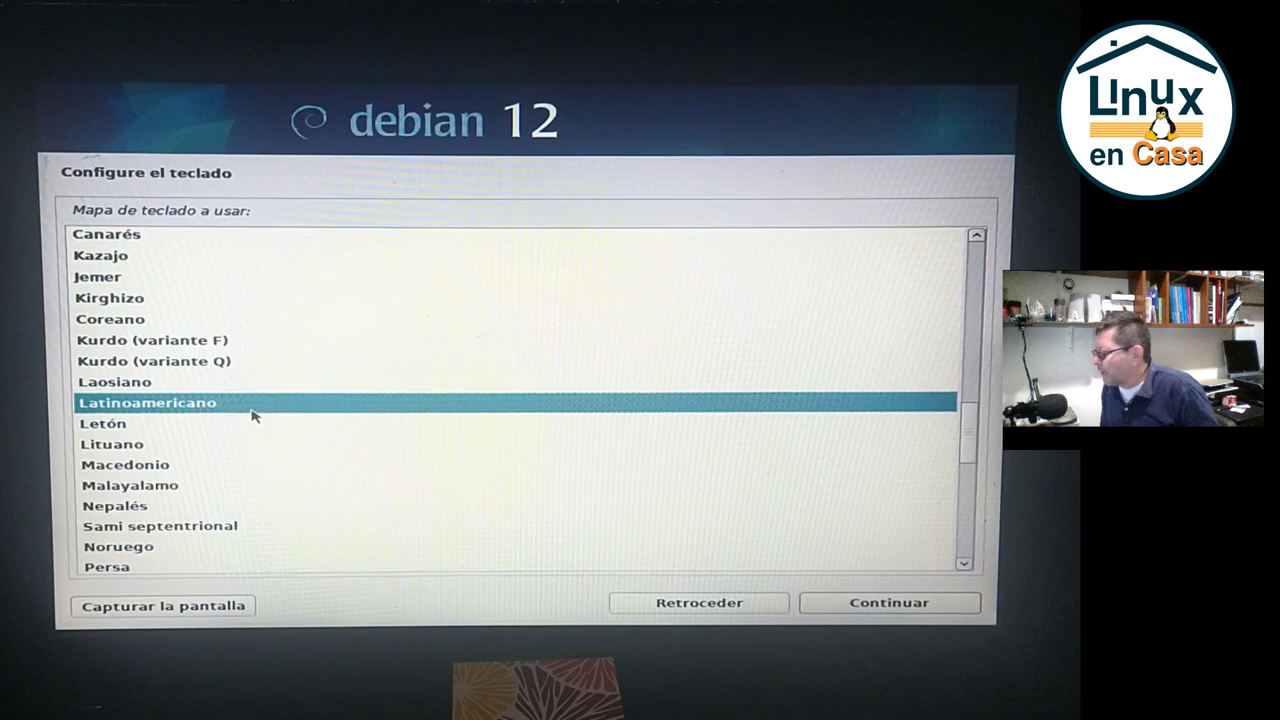 debian 12
Configure el teclado
Mapa de teclado a usar:
Canarés
Kazajo
Jemer
Kirghizo
Coreano
Kurdo (variante F)
Kurdo (variante Q)
Laosiano
Latinoamericano
Letón
Lituano
Macedonio
Malayalamo
Nepalés
Sami septentrional
Noruego
Persa
Capturar la pantalla
Retroceder
Continuar
Linux
en Casa